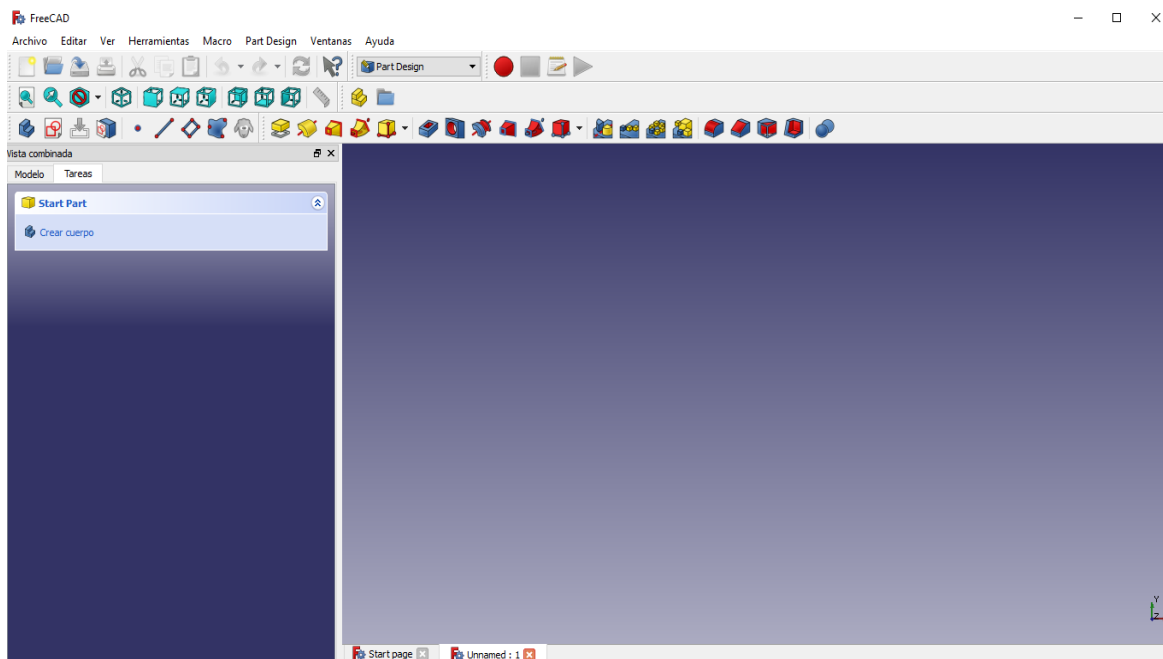 FreeCAD
Archivo Editar Ver Herramientas Macro Part Design Ventanas Ayuda
Part Design
Vista combinada
Modelo Tareas
Start Part
Crear cuerpo
Y
Z
Start page Unnamed : 1